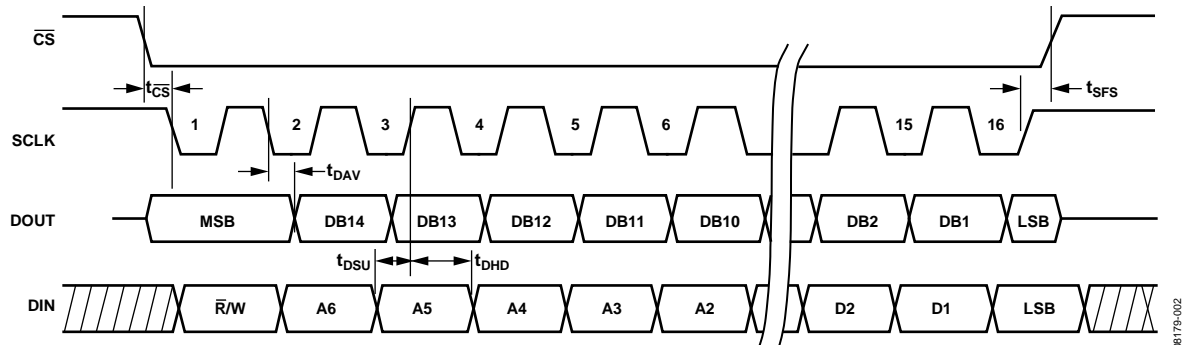 CS
tCS
tSFS
SCLK
1 2 3 4 5 6 15 16
tDAV
DOUT
MSB DB14 DB13 DB12 DB11 DB10 DB2 DB1 LSB
tDSU tDHD
DIN
R/W A6 A5 A4 A3 A2 D2 D1 LSB
08179-002